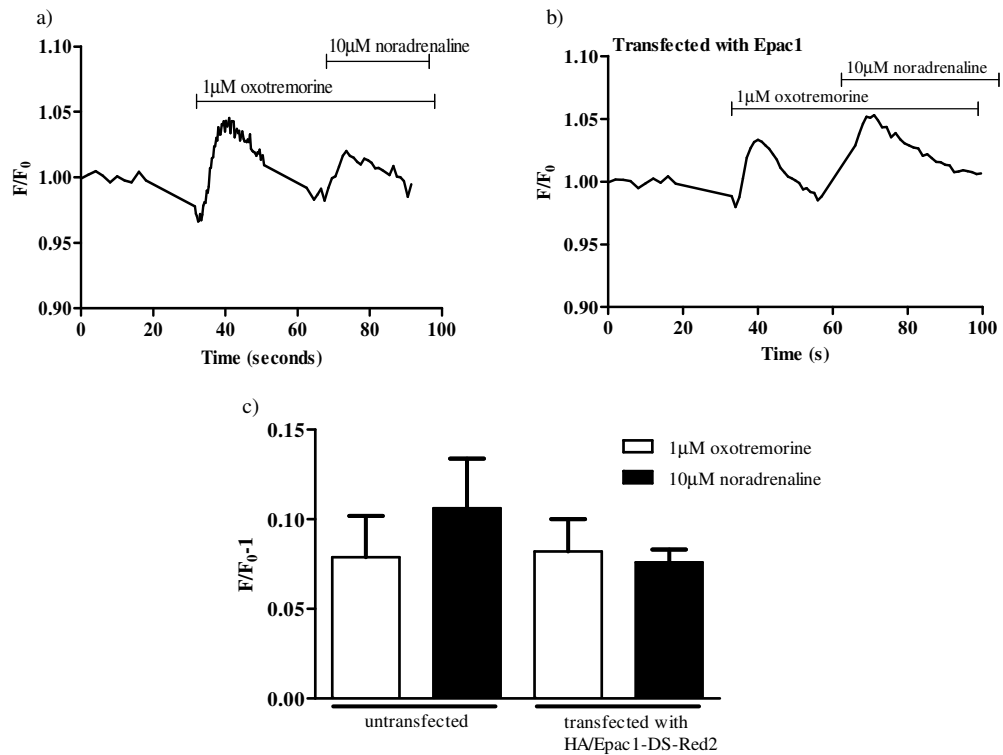 a)
10µM noradrenaline
1µM oxotremorine
1.10
1.05
1.00
0.95
0.90
F/F0
0 20 40 60 80 100
Time (seconds)
b)
Transfected with Epac1
10µM noradrenaline
1µM oxotremorine
1.10
1.05
1.00
0.95
0.90
F/F0
0 20 40 60 80 100
Time (s)
c)
0.15
0.10
0.05
0.00
F/F0-1
1µM oxotremorine
10µM noradrenaline
untransfected
transfected with
HA/Epac1-DS-Red2